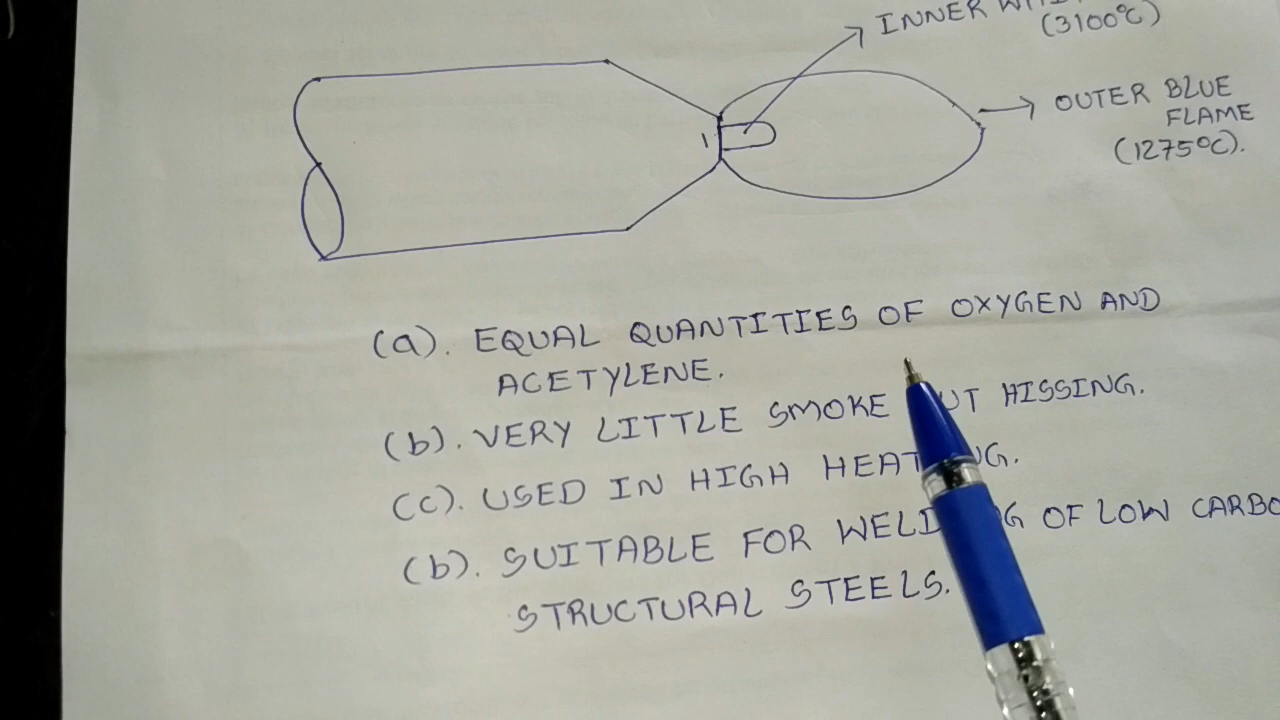 INNER
(3100°C)
OUTER BLUE
FLAME
(1275°C).
(a). EQUAL QUANTITIES OF OXYGEN AND
ACETYLENE.
(b). VERY LITTLE SMOKE HISSING.
(c). USED IN HIGH
(b). SUITABLE FOR OF LOW
STRUCTURAL STEELS.